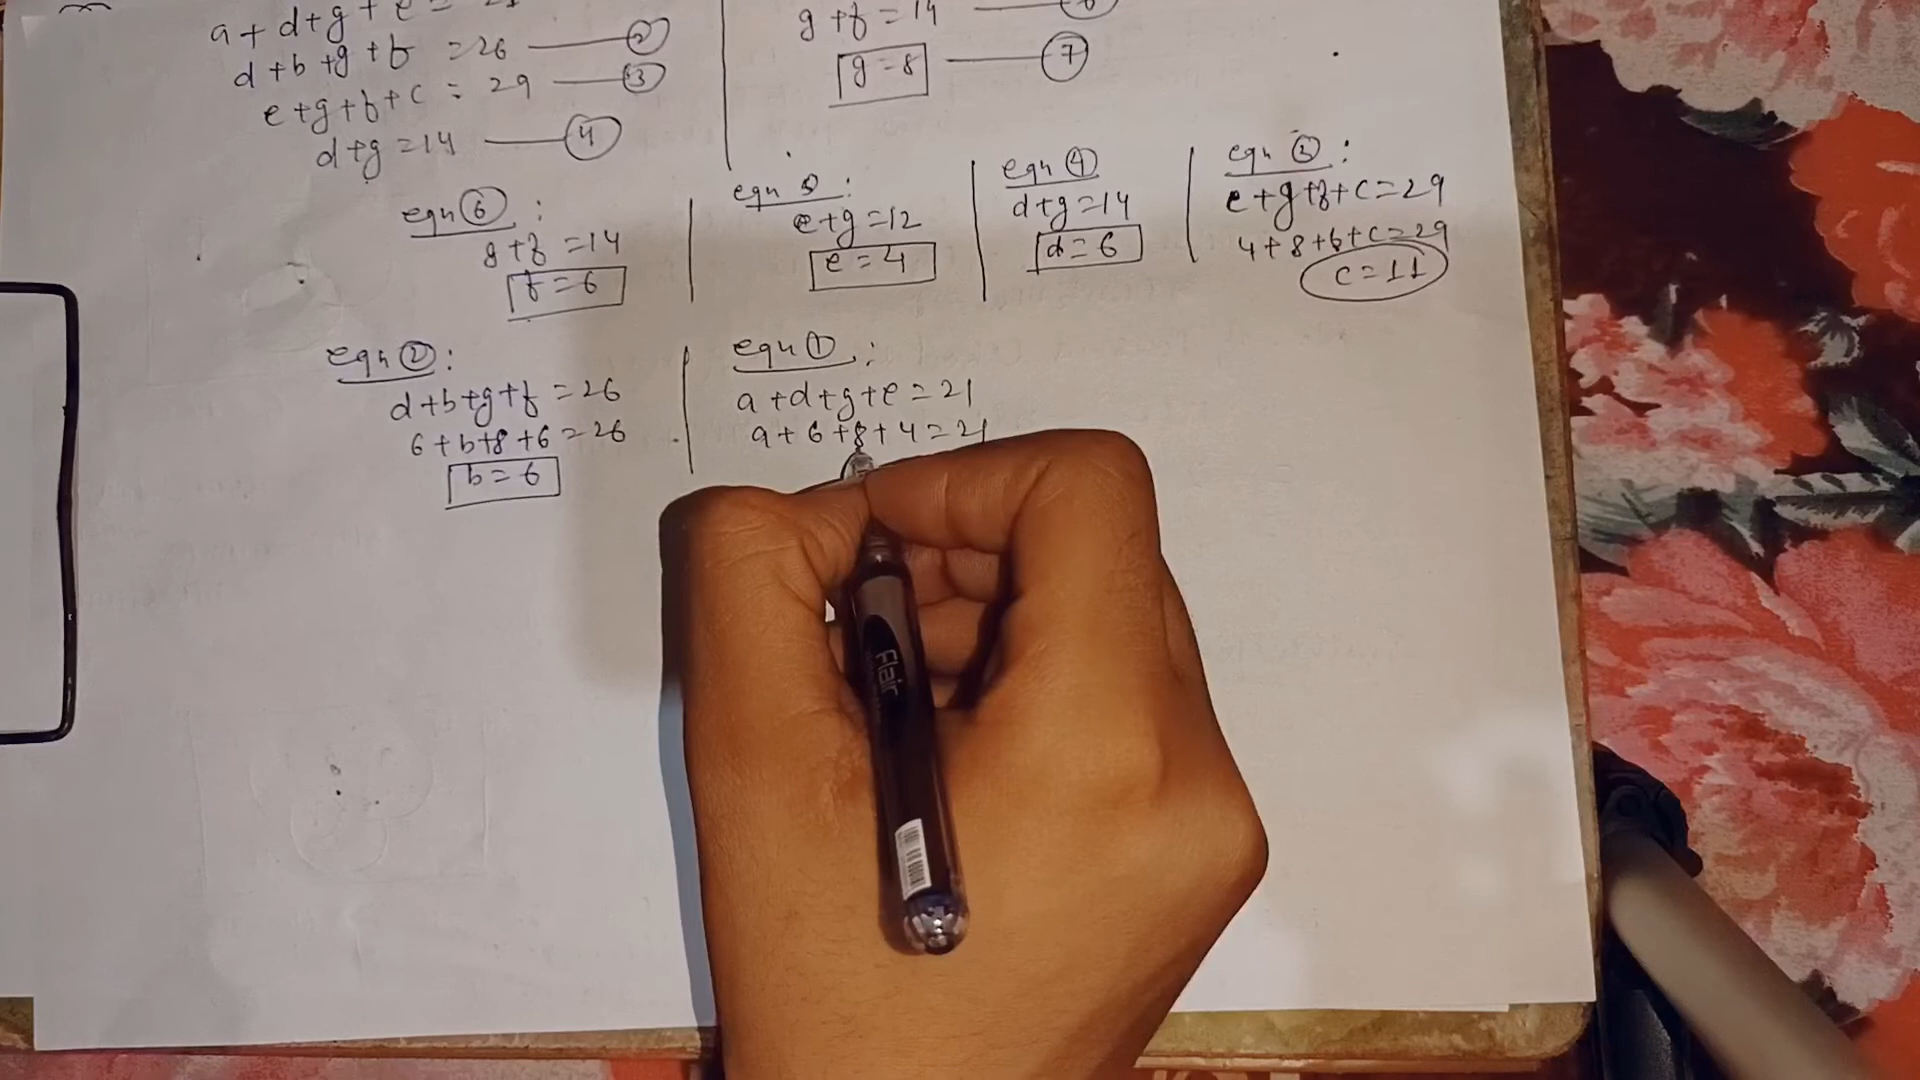 a + d + g + e = 21
d + b + g + f = 26 — ②
e + g + f + c = 29 — ③
d + g = 14 — ④
g + f = 14 — ⑥
g = 8 — ⑦
eqn ⑥ :
g + f = 14
f = 6
eqn 5 :
e + g = 12
e = 4
eqn ④
d + g = 14
d = 6
eqn ③ :
e + g + f + c = 29
4 + 8 + 6 + c = 29
c = 11
eqn ② :
d + b + g + f = 26
6 + b + 8 + 6 = 26
b = 6
eqn ① :
a + d + g + e = 21
a + 6 + 8 + 4 = 21
Flair